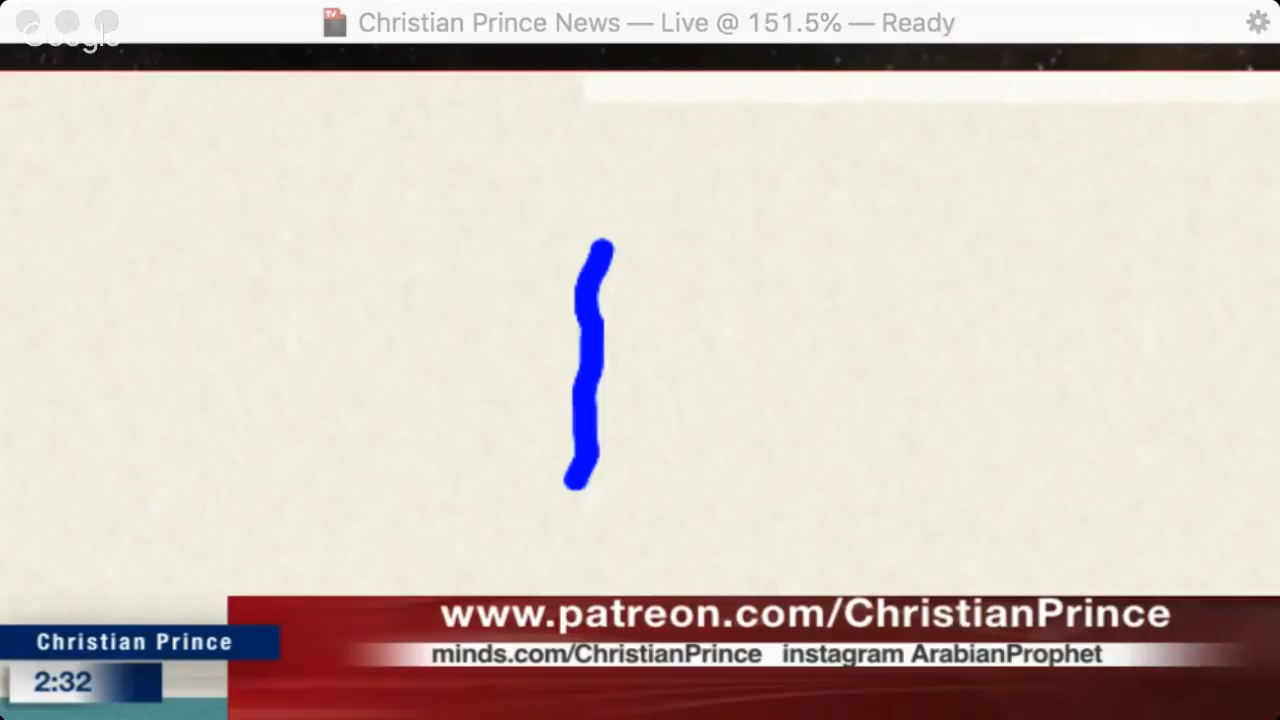 Christian Prince News — Live @ 151.5% — Ready
Google
www.patreon.com/ChristianPrince
Christian Prince
minds.com/ChristianPrince instagram ArabianProphet
2:32